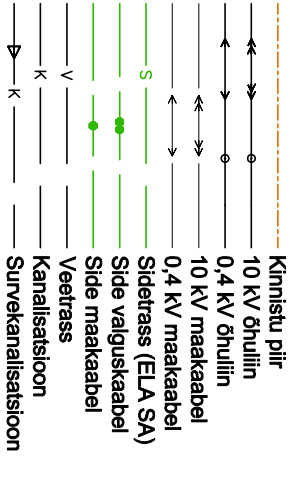 Kinnistu piir
10 kV õhuliin
0,4 kV õhuliin
10 kV maakaabel
0,4 kV maakaabel
S Sidetrass (ELA SA)
Side valguskaabel
Side maakaabel
V Veetrass
K Kanalisatsioon
K Survekanalisatsioon